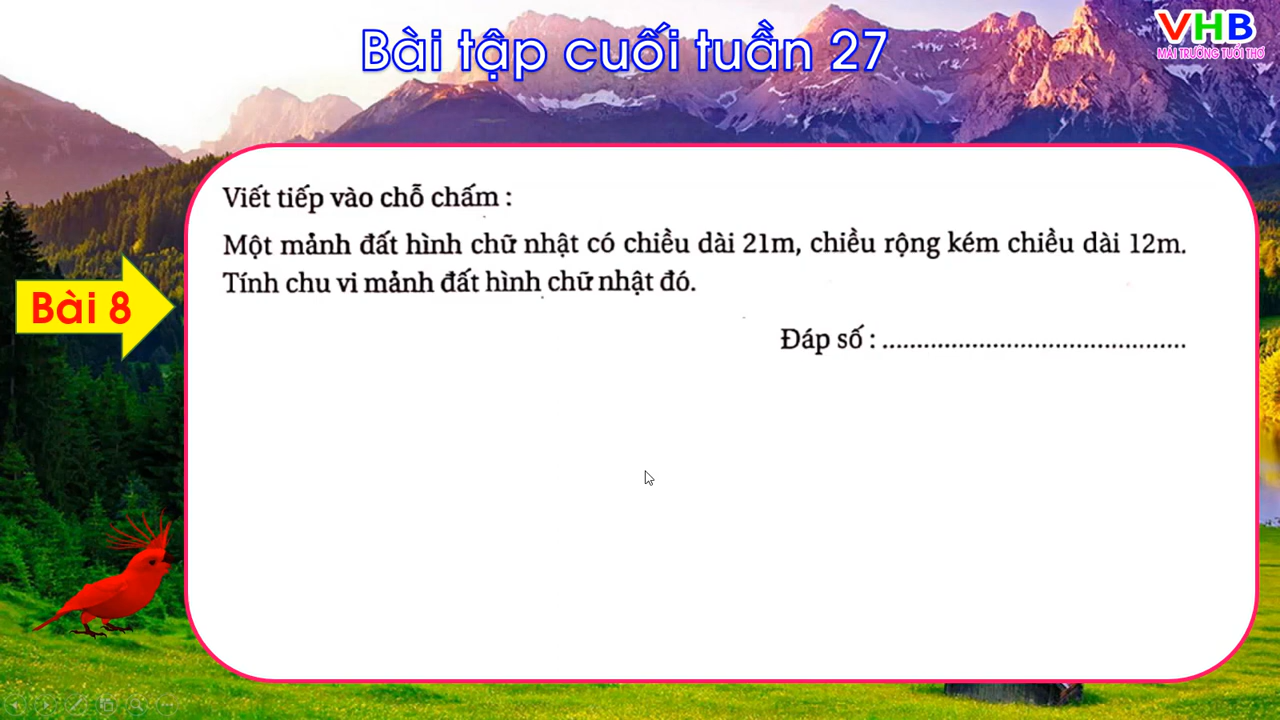 Bài tập cuối tuần 27
VHB
MÁI TRƯỜNG TUỔI THƠ
Viết tiếp vào chỗ chấm :
Một mảnh đất hình chữ nhật có chiều dài 21m, chiều rộng kém chiều dài 12m.
Tính chu vi mảnh đất hình chữ nhật đó.
Bài 8
Đáp số : ............................................